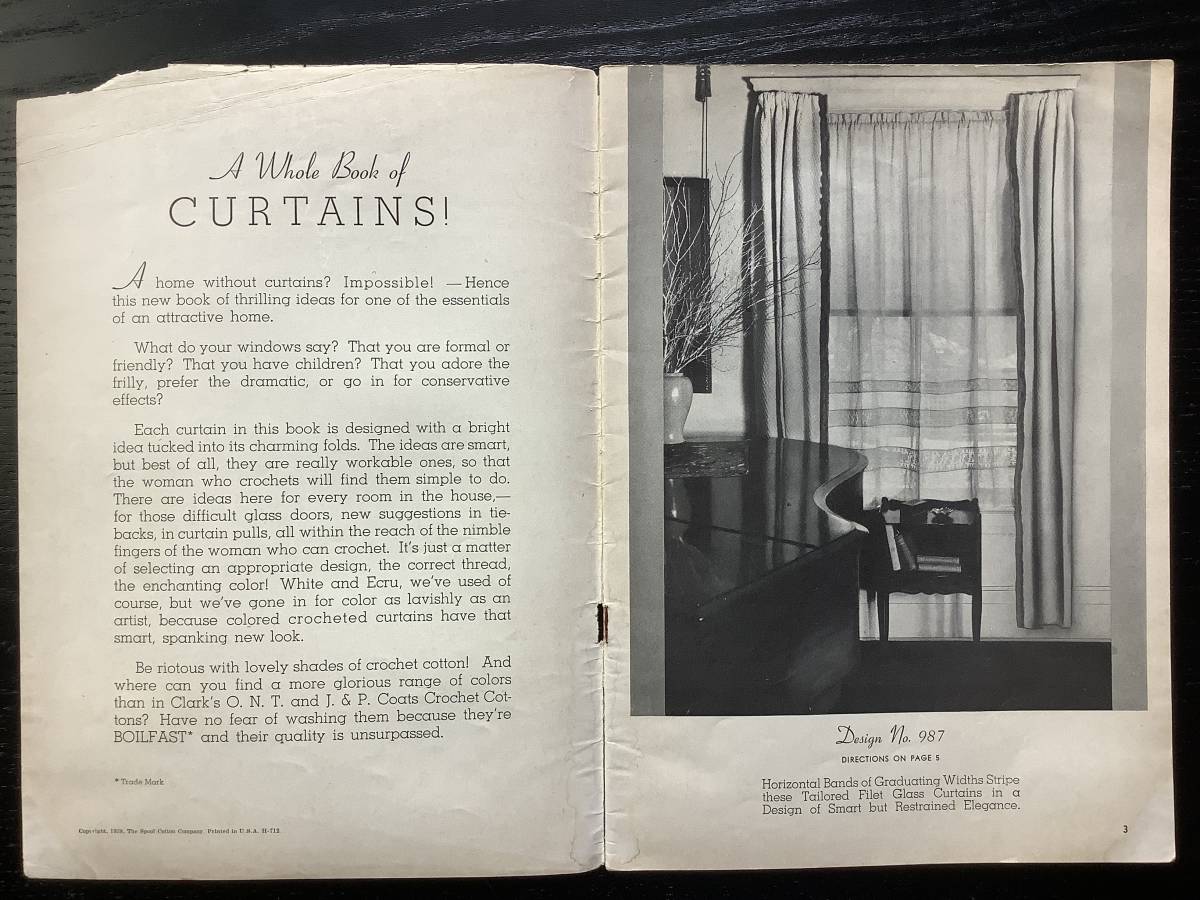 A Whole Book of
CURTAINS!
A home without curtains? Impossible! — Hence
this new book of thrilling ideas for one of the essentials
of an attractive home.
What do your windows say? That you are formal or
friendly? That you have children? That you adore the
frilly, prefer the dramatic, or go in for conservative
effects?
Each curtain in this book is designed with a bright
idea tucked into its charming folds. The ideas are smart,
but best of all, they are really workable ones, so that
the woman who crochets will find them simple to do.
There are ideas here for every room in the house,—
for those difficult glass doors, new suggestions in tie-
backs, in curtain pulls, all within the reach of the nimble
fingers of the woman who can crochet. It's just a matter
of selecting an appropriate design, the correct thread,
the enchanting color! White and Ecru, we've used of
course, but we've gone in for color as lavishly as an
artist, because colored crocheted curtains have that
smart, spanking new look.
Be riotous with lovely shades of crochet cotton! And
where can you find a more glorious range of colors
than in Clark's O. N. T. and J. & P. Coats Crochet Cot-
tons? Have no fear of washing them because they're
BOILFAST* and their quality is unsurpassed.
* Trade Mark
Copyright, 1938, The Spool Cotton Company. Printed in U.S.A. H-712
Design No. 987
DIRECTIONS ON PAGE 5
Horizontal Bands of Graduating Widths Stripe
these Tailored Filet Glass Curtains in a
Design of Smart but Restrained Elegance.
3